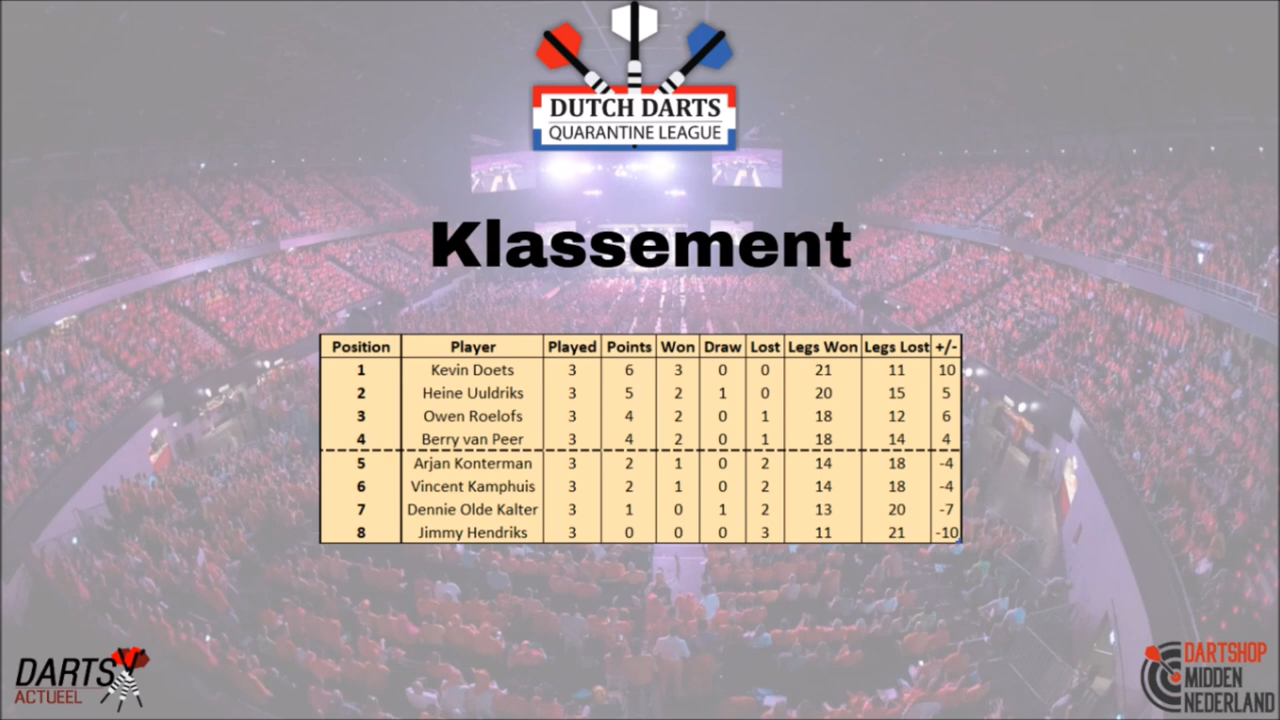 DUTCH DARTS
QUARANTINE LEAGUE
Klassement
Position Player Played Points Won Draw Lost Legs Won Legs Lost +/-
1 Kevin Doets 3 6 3 0 0 21 11 10
2 Heine Uuldriks 3 5 2 1 0 20 15 5
3 Owen Roelofs 3 4 2 0 1 18 12 6
4 Berry van Peer 3 4 2 0 1 18 14 4
5 Arjan Konterman 3 2 1 0 2 14 18 -4
6 Vincent Kamphuis 3 2 1 0 2 14 18 -4
7 Dennie Olde Kalter 3 1 0 1 2 13 20 -7
8 Jimmy Hendriks 3 0 0 0 3 11 21 -10
DARTS
ACTUEEL
DARTSHOP
MIDDEN
NEDERLAND